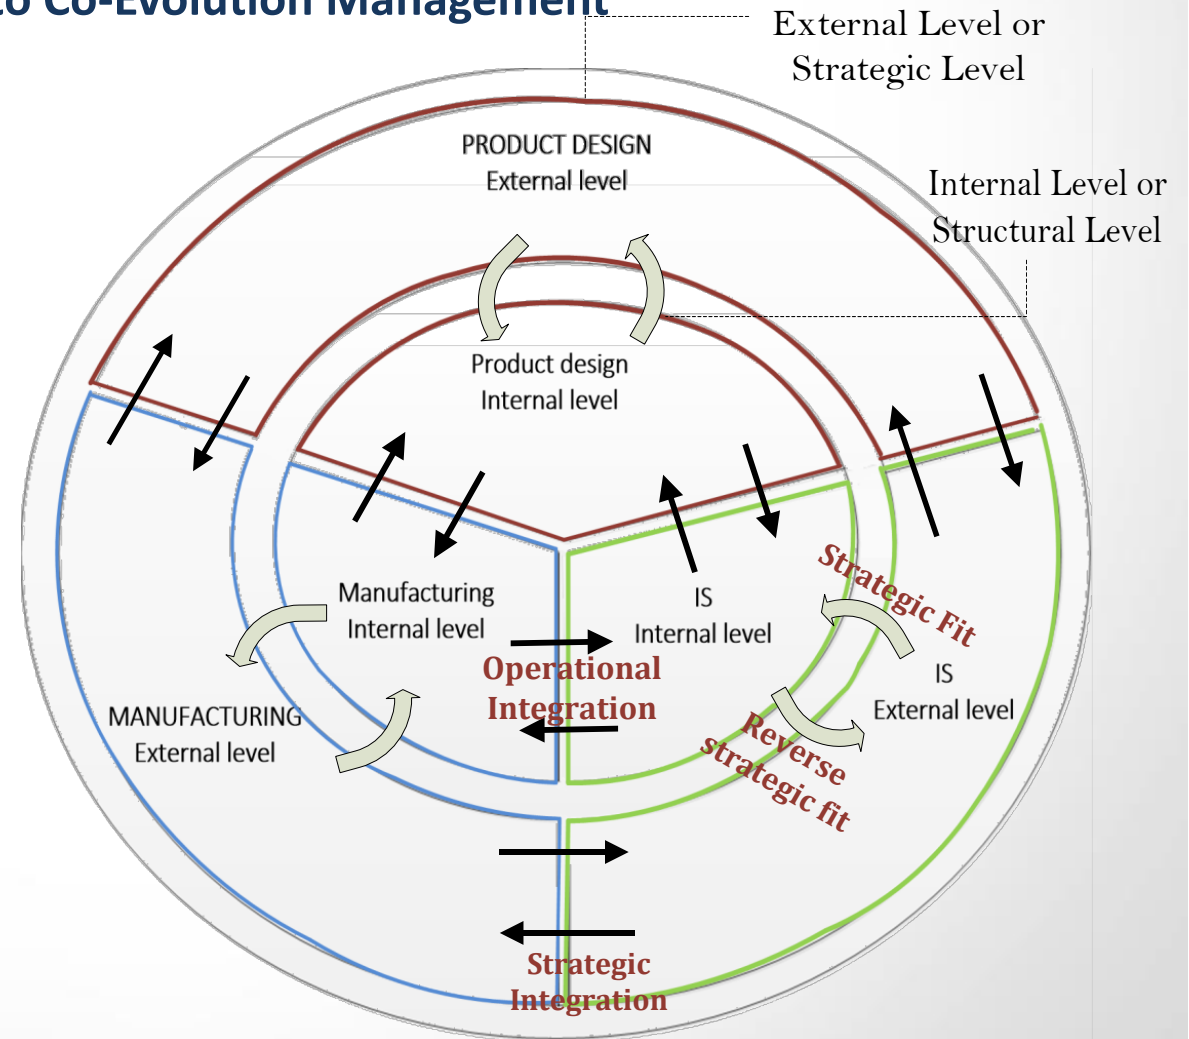 to Co-Evolution Management
External Level or
Strategic Level
PRODUCT DESIGN
External level
Internal Level or
Structural Level
Product design
Internal level
Strategic Fit
Manufacturing
Internal level
IS
Internal level
Operational
Integration
IS
External level
MANUFACTURING
External level
Reverse
strategic fit
Strategic
Integration